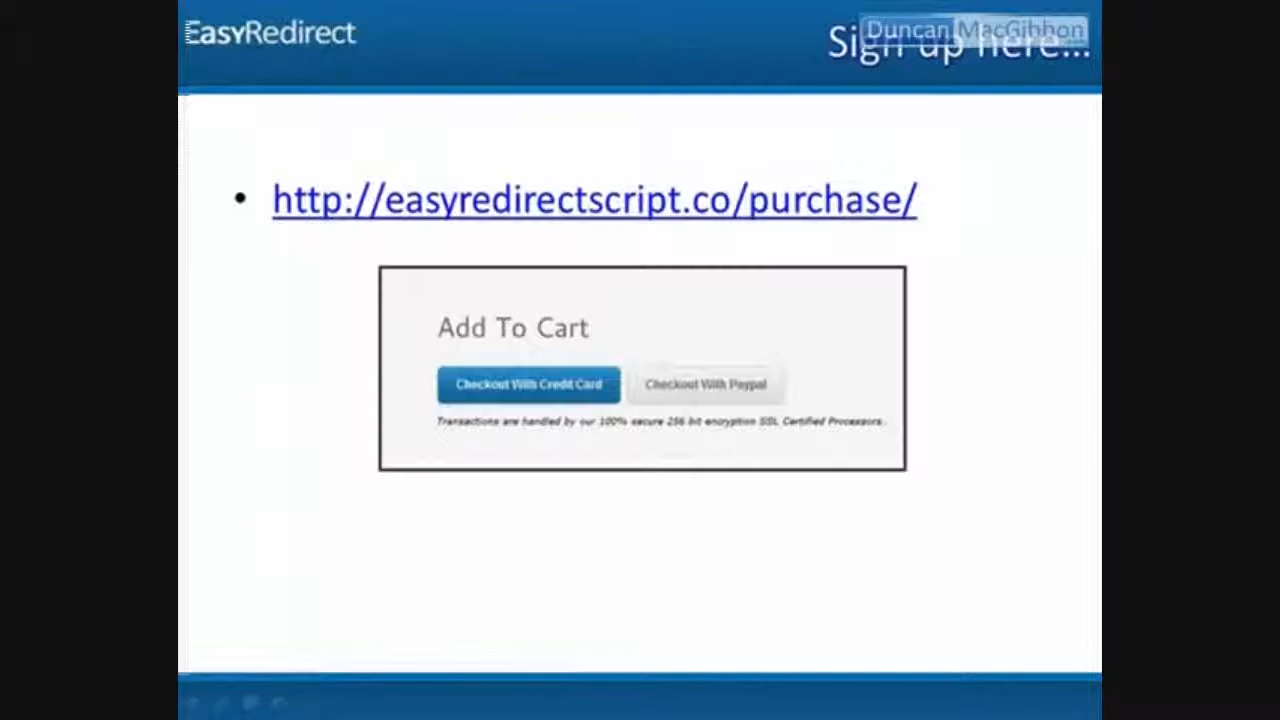 EasyRedirect
Duncan MacGibbon
Sign up here...
• http://easyredirectscript.co/purchase/
Add To Cart
Checkout With Credit Card
Checkout With Paypal
Transactions are handled by our 100% secure 256 bit encryption SSL Certified Processors.